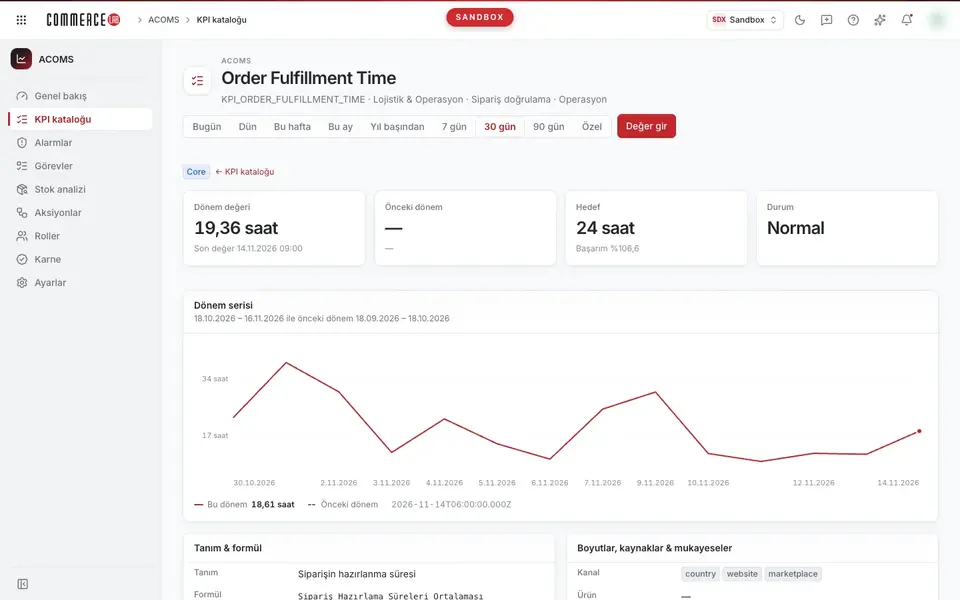 COMMERCE
ACOMS
KPI kataloğu
SANDBOX
SDX Sandbox
ACOMS
Genel bakış
KPI kataloğu
Alarmlar
Görevler
Stok analizi
Aksiyonlar
Roller
Karne
Ayarlar
ACOMS
Order Fulfillment Time
KPI_ORDER_FULFILLMENT_TIME · Lojistik & Operasyon · Sipariş doğrulama · Operasyon
Bugün Dün Bu hafta Bu ay Yıl başından 7 gün 30 gün 90 gün Özel Değer gir
Core ← KPI kataloğu
Dönem değeri
19,36 saat
Son değer 14.11.2026 09:00
Önceki dönem
—
—
Hedef
24 saat
Başarım %106,6
Durum
Normal
Dönem serisi
18.10.2026 – 16.11.2026 ile önceki dönem 18.09.2026 – 18.10.2026
34 saat
17 saat
30.10.2026 2.11.2026 3.11.2026 4.11.2026 5.11.2026 6.11.2026 7.11.2026 9.11.2026 10.11.2026 12.11.2026 14.11.2026
Bu dönem 18,61 saat Önceki dönem 2026-11-14T06:00:00.000Z
Tanım & formül
Tanım Siparişin hazırlanma süresi
Formül Sipariş Hazırlama Süreleri Ortalaması
Boyutlar, kaynaklar & mukayeseler
Kanal country website marketplace
Ürün —